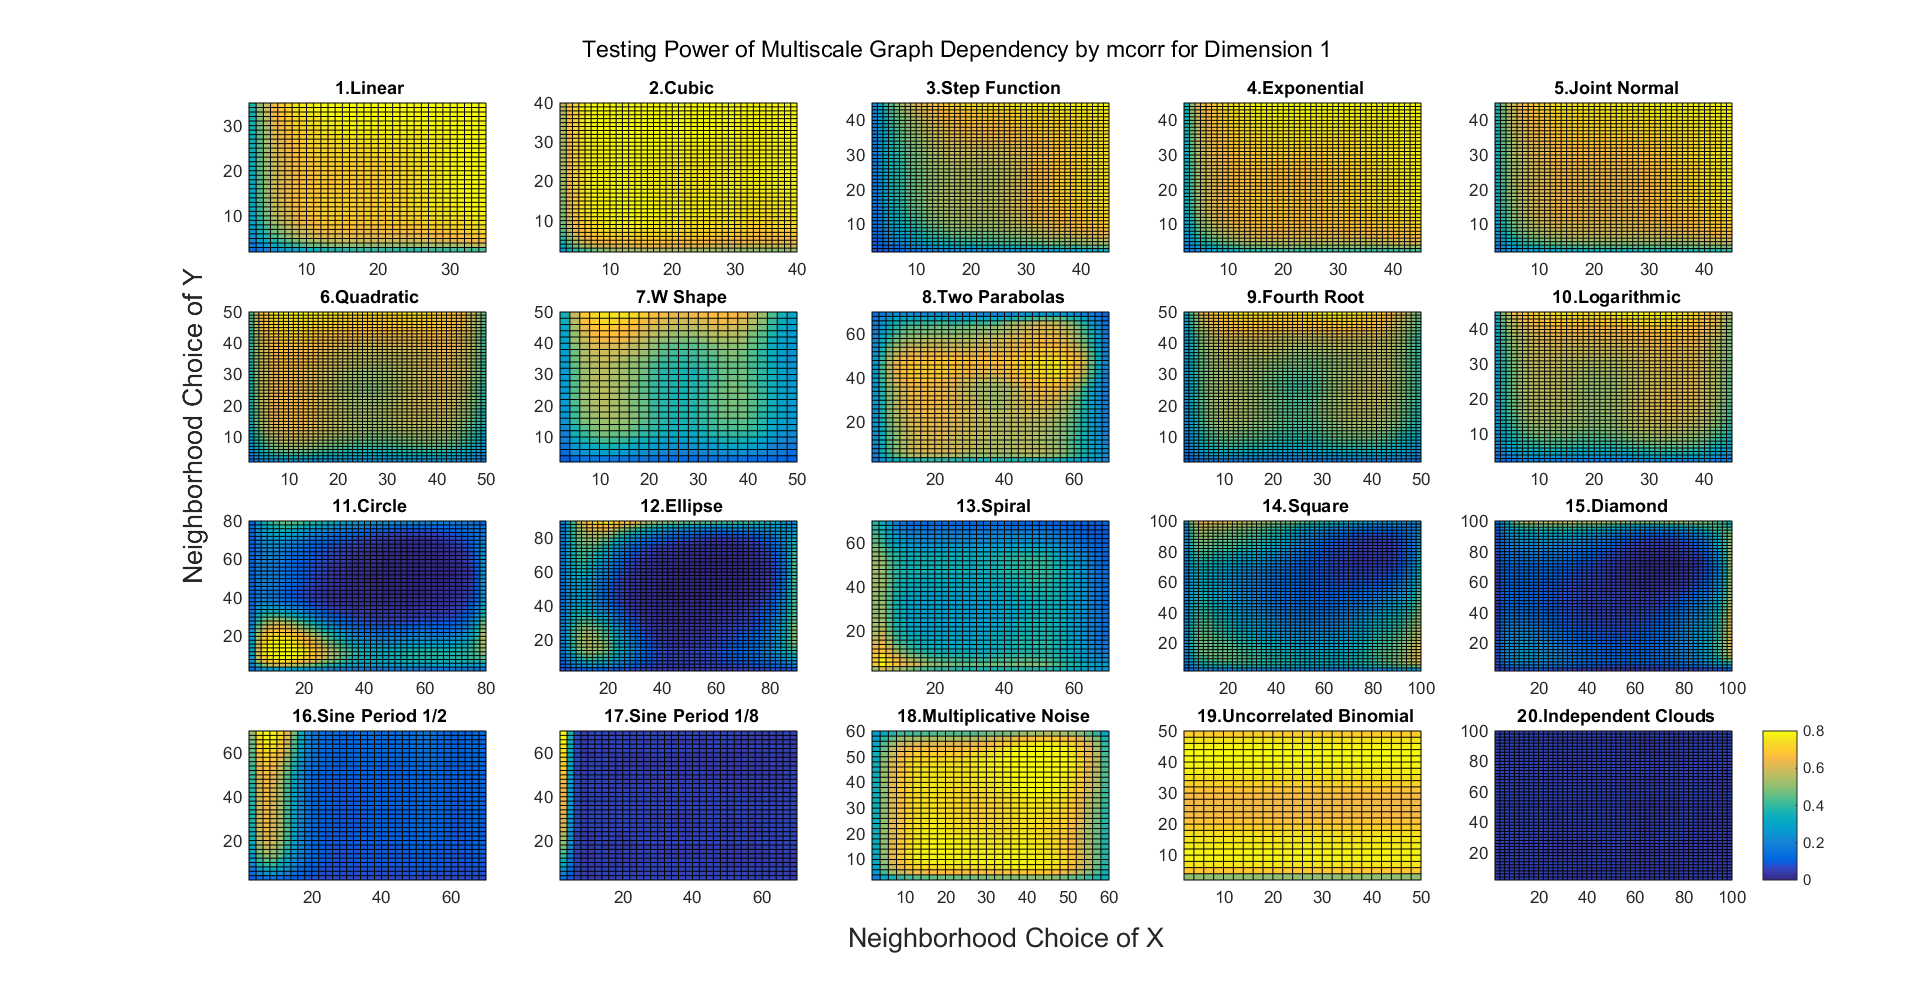 Testing Power of Multiscale Graph Dependency by mcorr for Dimension 1
1.Linear
30
20
10
10 20 30
2.Cubic
40
30
20
10
10 20 30 40
3.Step Function
40
30
20
10
10 20 30 40
4.Exponential
40
30
20
10
10 20 30 40
5.Joint Normal
40
30
20
10
10 20 30 40
Neighborhood Choice of Y
6.Quadratic
50
40
30
20
10
10 20 30 40 50
7.W Shape
50
40
30
20
10
10 20 30 40 50
8.Two Parabolas
60
40
20
20 40 60
9.Fourth Root
50
40
30
20
10
10 20 30 40 50
10.Logarithmic
40
30
20
10
10 20 30 40
11.Circle
80
60
40
20
20 40 60 80
12.Ellipse
80
60
40
20
20 40 60 80
13.Spiral
60
40
20
20 40 60
14.Square
100
80
60
40
20
20 40 60 80 100
15.Diamond
100
80
60
40
20
20 40 60 80 100
16.Sine Period 1/2
60
40
20
20 40 60
17.Sine Period 1/8
60
40
20
20 40 60
18.Multiplicative Noise
60
50
40
30
20
10
10 20 30 40 50 60
19.Uncorrelated Binomial
50
40
30
20
10
10 20 30 40 50
20.Independent Clouds
100
80
60
40
20
20 40 60 80 100
0.8
0.6
0.4
0.2
0
Neighborhood Choice of X